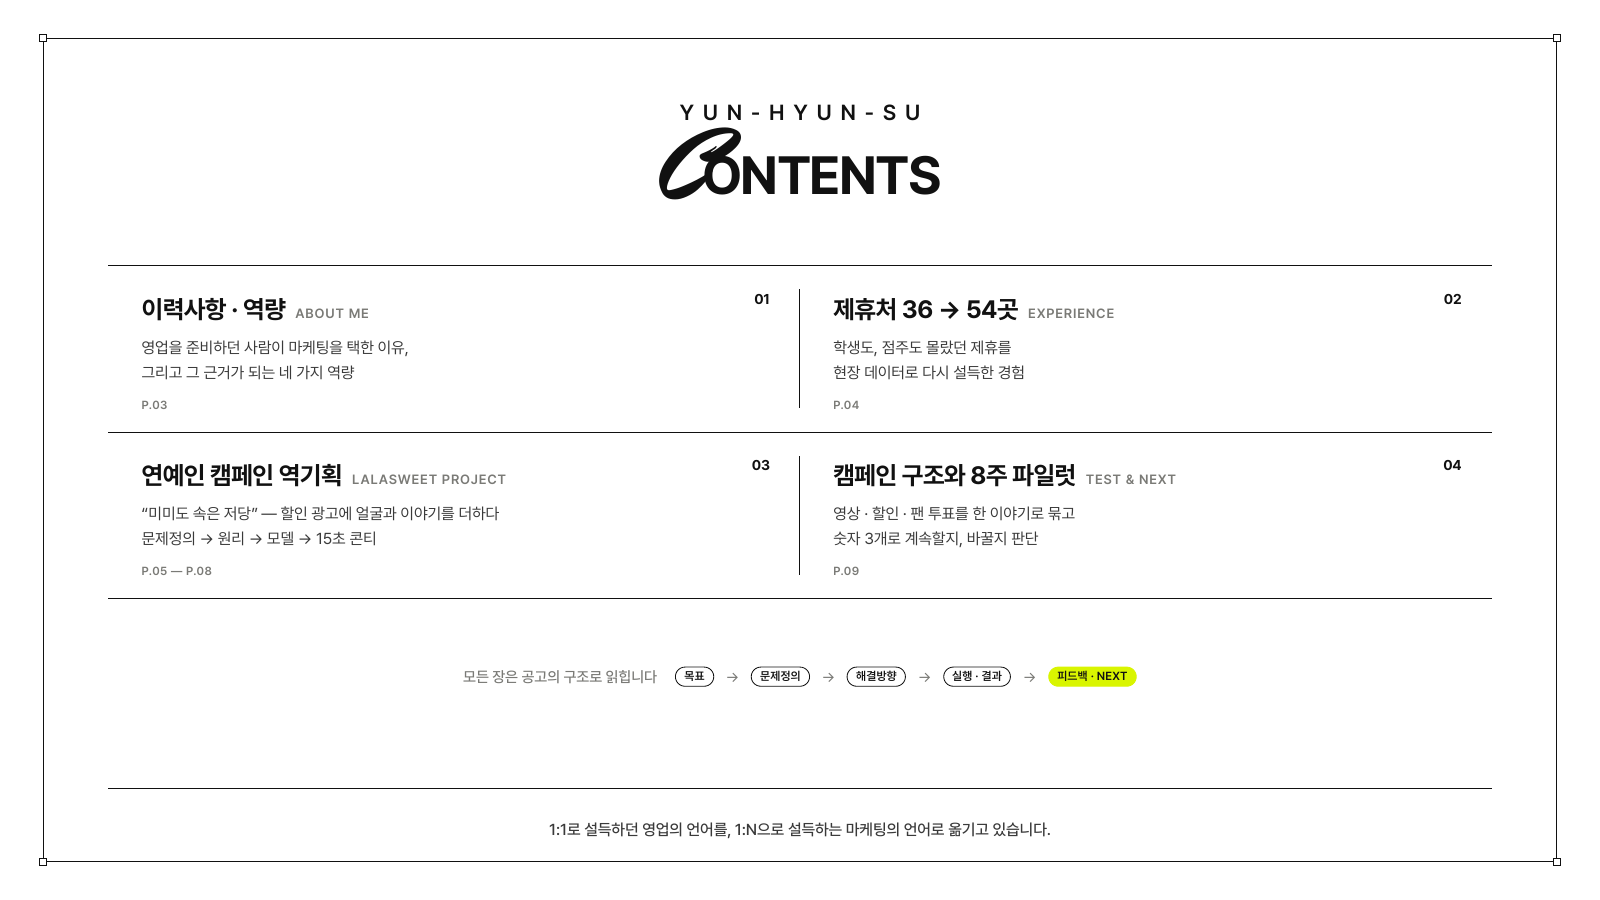 YUN-HYUN-SU
CONTENTS
이력사항 · 역량 ABOUT ME 01
영업을 준비하던 사람이 마케팅을 택한 이유,
그리고 그 근거가 되는 네 가지 역량
P.03
제휴처 36 → 54곳 EXPERIENCE 02
학생도, 점주도 몰랐던 제휴를
현장 데이터로 다시 설득한 경험
P.04
연예인 캠페인 역기획 LALASWEET PROJECT 03
“미미도 속은 저당” — 할인 광고에 얼굴과 이야기를 더하다
문제정의 → 원리 → 모델 → 15초 콘티
P.05 — P.08
캠페인 구조와 8주 파일럿 TEST & NEXT 04
영상 · 할인 · 팬 투표를 한 이야기로 묶고
숫자 3개로 계속할지, 바꿀지 판단
P.09
모든 장은 공고의 구조로 읽힙니다 목표 → 문제정의 → 해결방향 → 실행 · 결과 → 피드백 · NEXT
1:1로 설득하던 영업의 언어를, 1:N으로 설득하는 마케팅의 언어로 옮기고 있습니다.